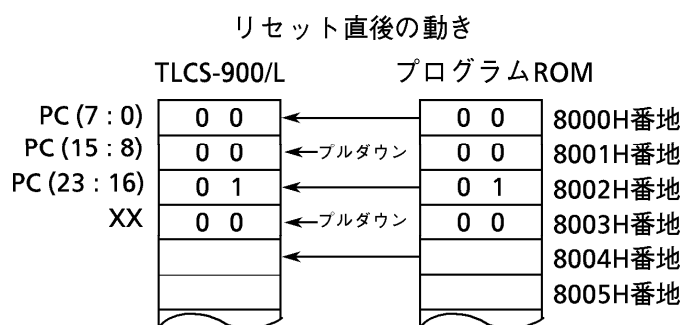 リセット直後の動き
TLCS-900/L プログラムROM
PC (7 : 0) 0 0 0 0 8000H番地
PC (15 : 8) 0 0 プルダウン 0 0 8001H番地
PC (23 : 16) 0 1 0 1 8002H番地
XX 0 0 プルダウン 0 0 8003H番地
8004H番地
8005H番地